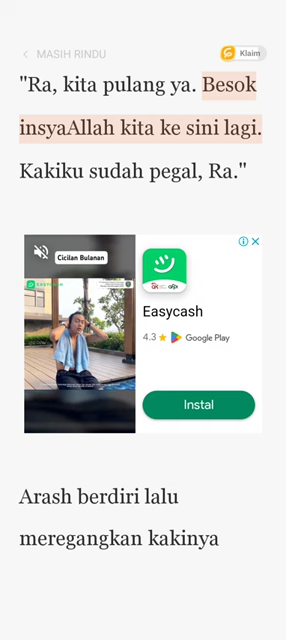 MASIH RINDU
Klaim
"Ra, kita pulang ya. Besok
insyaAllah kita ke sini lagi.
Kakiku sudah pegal, Ra."
Cicilan Bulanan
Easycash
4.3 Google Play
Instal
Arash berdiri lalu
meregangkan kakinya